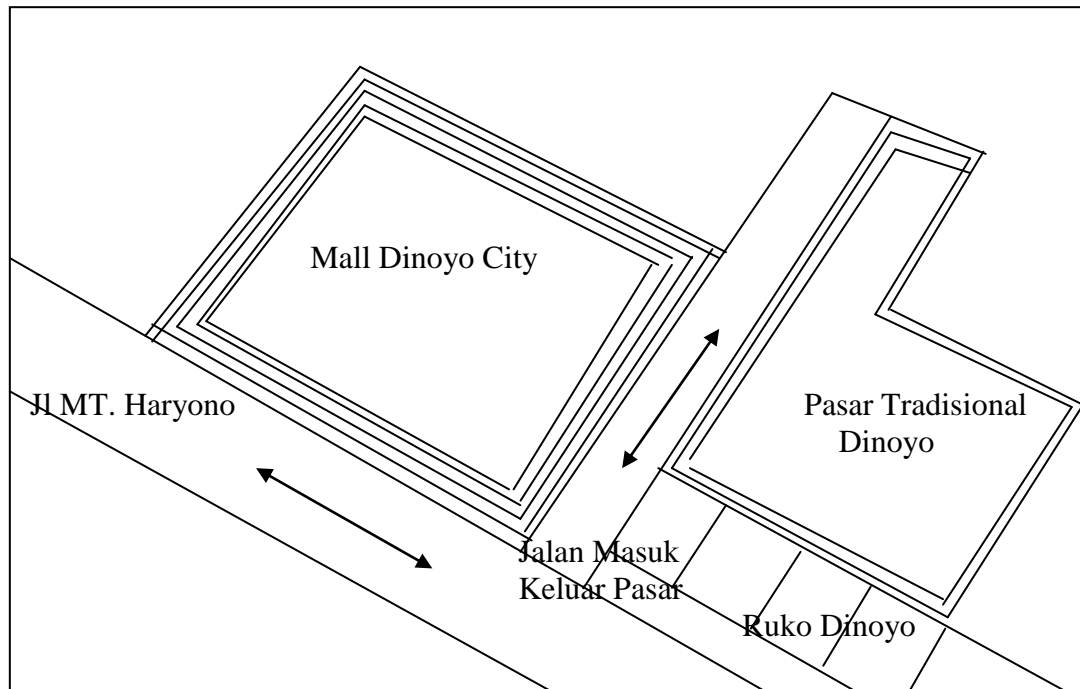 Mall Dinoyo City
Jl MT. Haryono
Pasar Tradisional
Dinoyo
Jalan Masuk
Keluar Pasar
Ruko Dinoyo